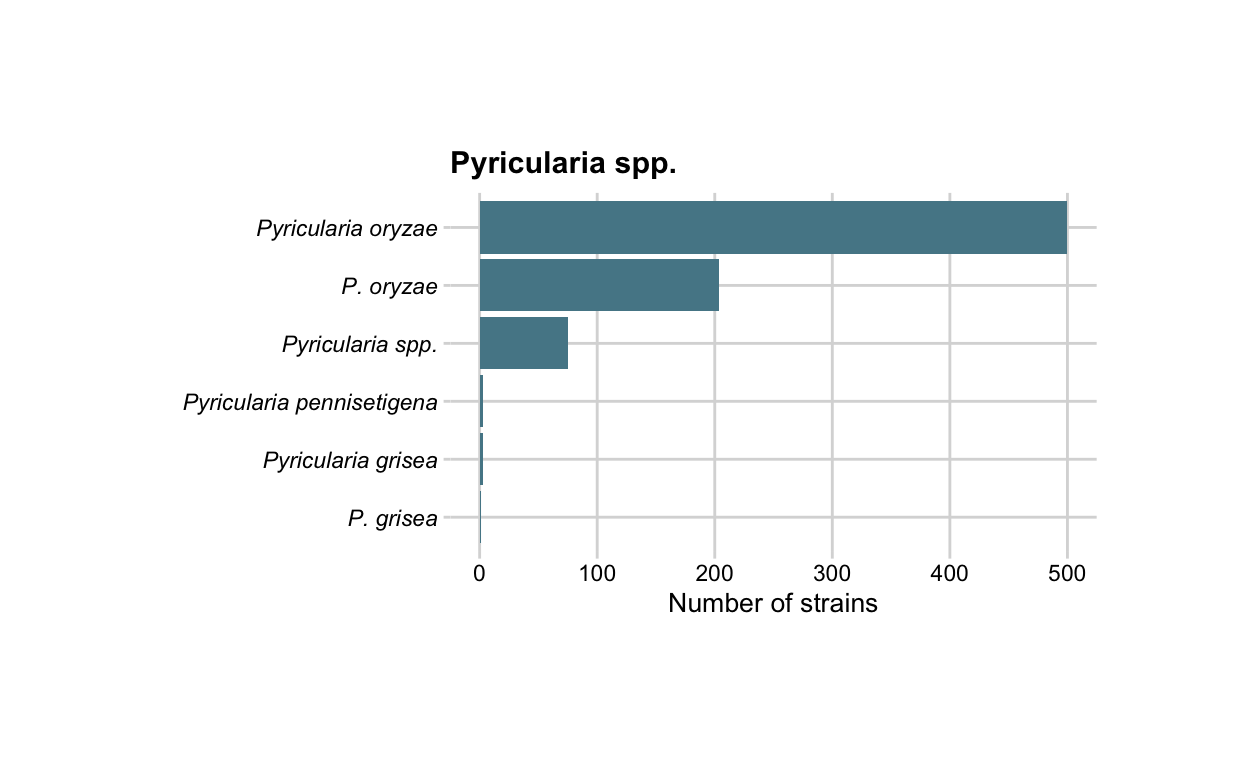 Pyricularia spp.
Pyricularia oryzae
P. oryzae
Pyricularia spp.
Pyricularia pennisetigena
Pyricularia grisea
P. grisea
0 100 200 300 400 500
Number of strains